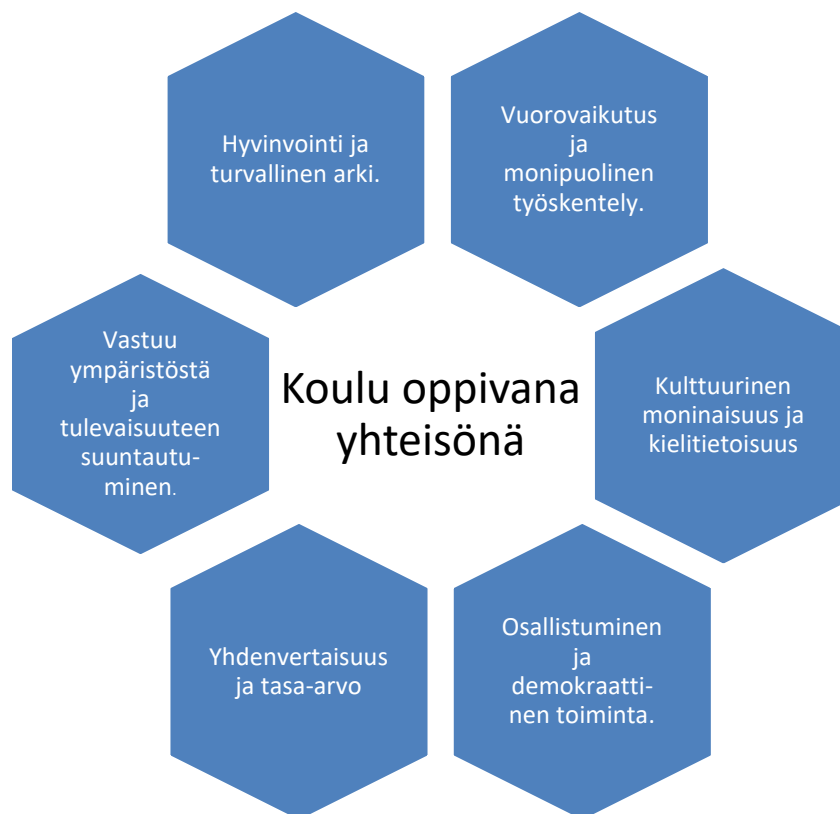 Hyvinvointi ja
turvallinen arki.
Vuorovaikutus
ja
monipuolinen
työskentely.
Vastuu
ympäristöstä
ja
tulevaisuuteen
suuntautu-
minen.
Koulu oppivana
yhteisönä
Kulttuurinen
moninaisuus ja
kielitietoisuus
Yhdenvertaisuus
ja tasa-arvo
Osallistuminen
ja
demokraatti-
nen toiminta.